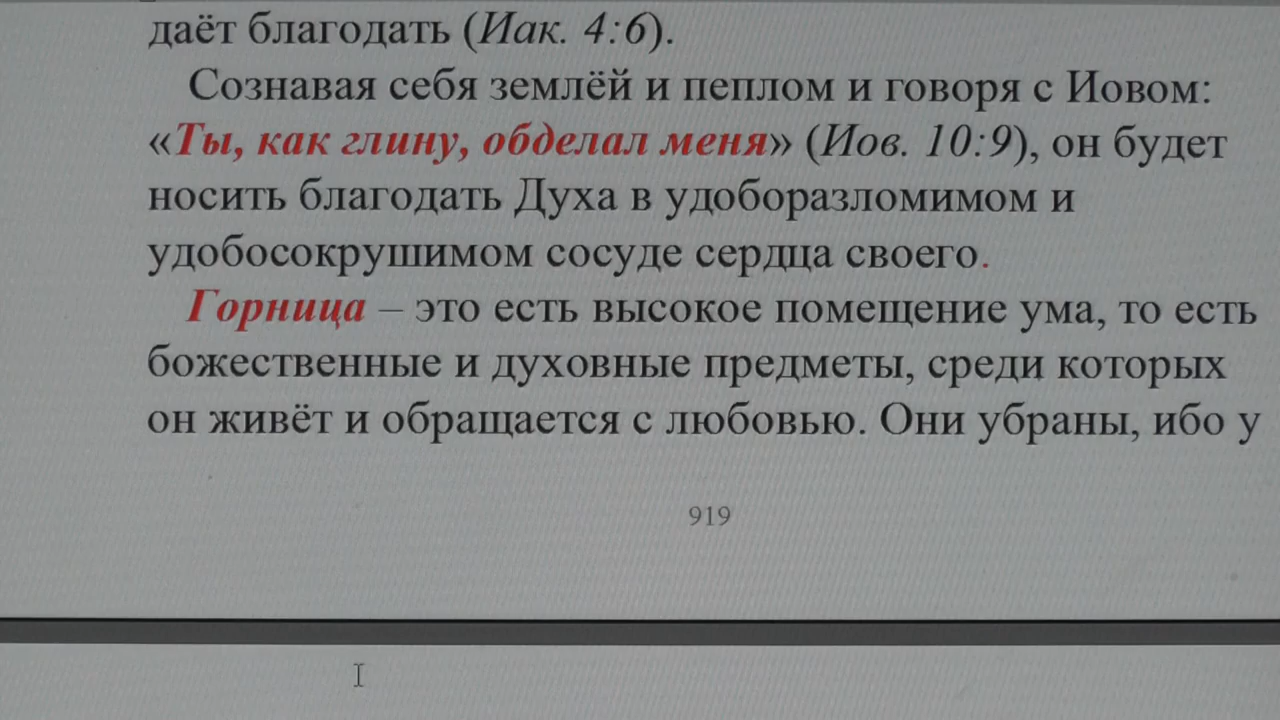 даёт благодать (Иак. 4:6).
Сознавая себя землёй и пеплом и говоря с Иовом:
«Ты, как глину, обделал меня» (Иов. 10:9), он будет
носить благодать Духа в удоборазломимом и
удобосокрушимом сосуде сердца своего.
Горница – это есть высокое помещение ума, то есть
божественные и духовные предметы, среди которых
он живёт и обращается с любовью. Они убраны, ибо у
919